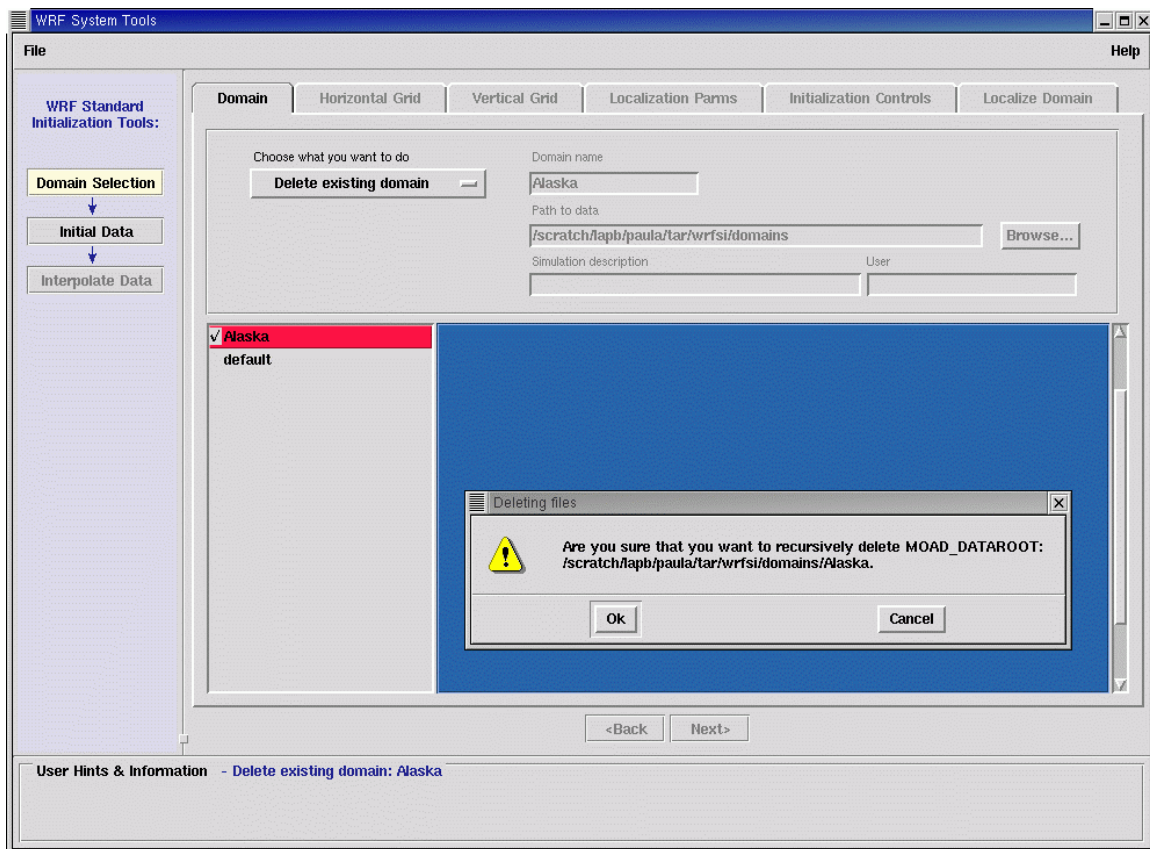 WRF System Tools
File
Help
WRF Standard
Initialization Tools:
Domain Selection
Initial Data
Interpolate Data
Domain
Horizontal Grid
Vertical Grid
Localization Parms
Initialization Controls
Localize Domain
Choose what you want to do
Delete existing domain
Domain name
Alaska
Path to data
/scratch/lapb/paula/tar/wrfsi/domains
Browse...
Simulation description
User
√ Alaska
default
Deleting files
Are you sure that you want to recursively delete MOAD_DATAROOT:
/scratch/lapb/paula/tar/wrfsi/domains/Alaska.
Ok
Cancel
<Back
Next>
User Hints & Information - Delete existing domain: Alaska